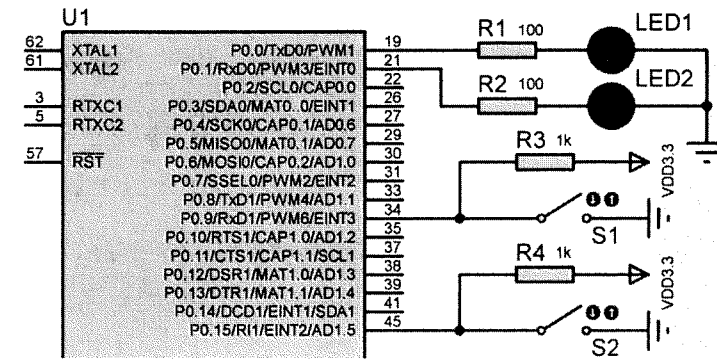 U1
62 XTAL1 P0.0/TxD0/PWM1 19 R1 100 LED1
61 XTAL2 P0.1/RxD0/PWM3/EINT0 21
P0.2/SCL0/CAP0.0 22 R2 100 LED2
3 RTXC1 P0.3/SDA0/MAT0..0/EINT1 26
5 RTXC2 P0.4/SCK0/CAP0.1/AD0.6 27
P0.5/MISO0/MAT0.1/AD0.7 29
57 RST P0.6/MOSI0/CAP0.2/AD1.0 30 R3 1k VDD3.3
P0.7/SSEL0/PWM2/EINT2 31
P0.8/TxD1/PWM4/AD1.1 33
P0.9/RxD1/PWM6/EINT3 34 S1
P0.10/RTS1/CAP1.0/AD1.2 35
P0.11/CTS1/CAP1.1/SCL1 37
P0.12/DSR1/MAT1.0/AD1.3 38 R4 1k VDD3.3
P0.13/DTR1/MAT1.1/AD1.4 39
P0.14/DCD1/EINT1/SDA1 41
P0.15/RI1/EINT2/AD1.5 45 S2